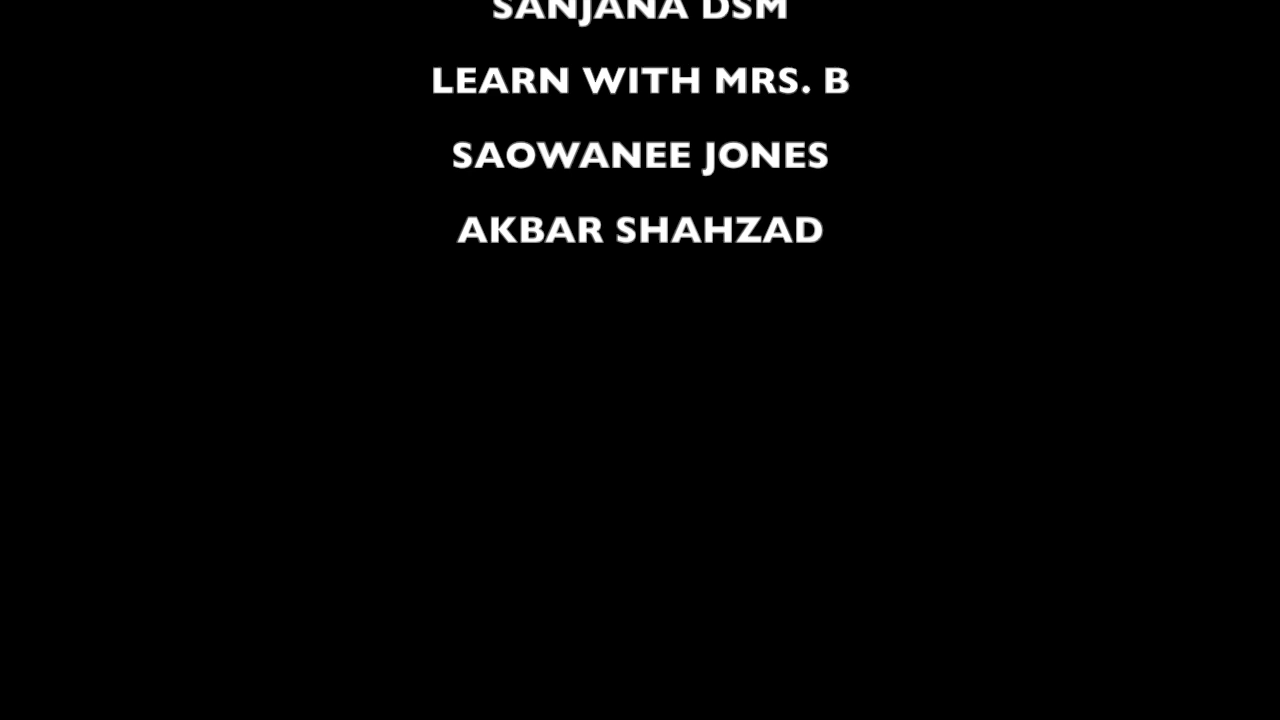 SANJANA DSM
LEARN WITH MRS. B
SAOWANEE JONES
AKBAR SHAHZAD